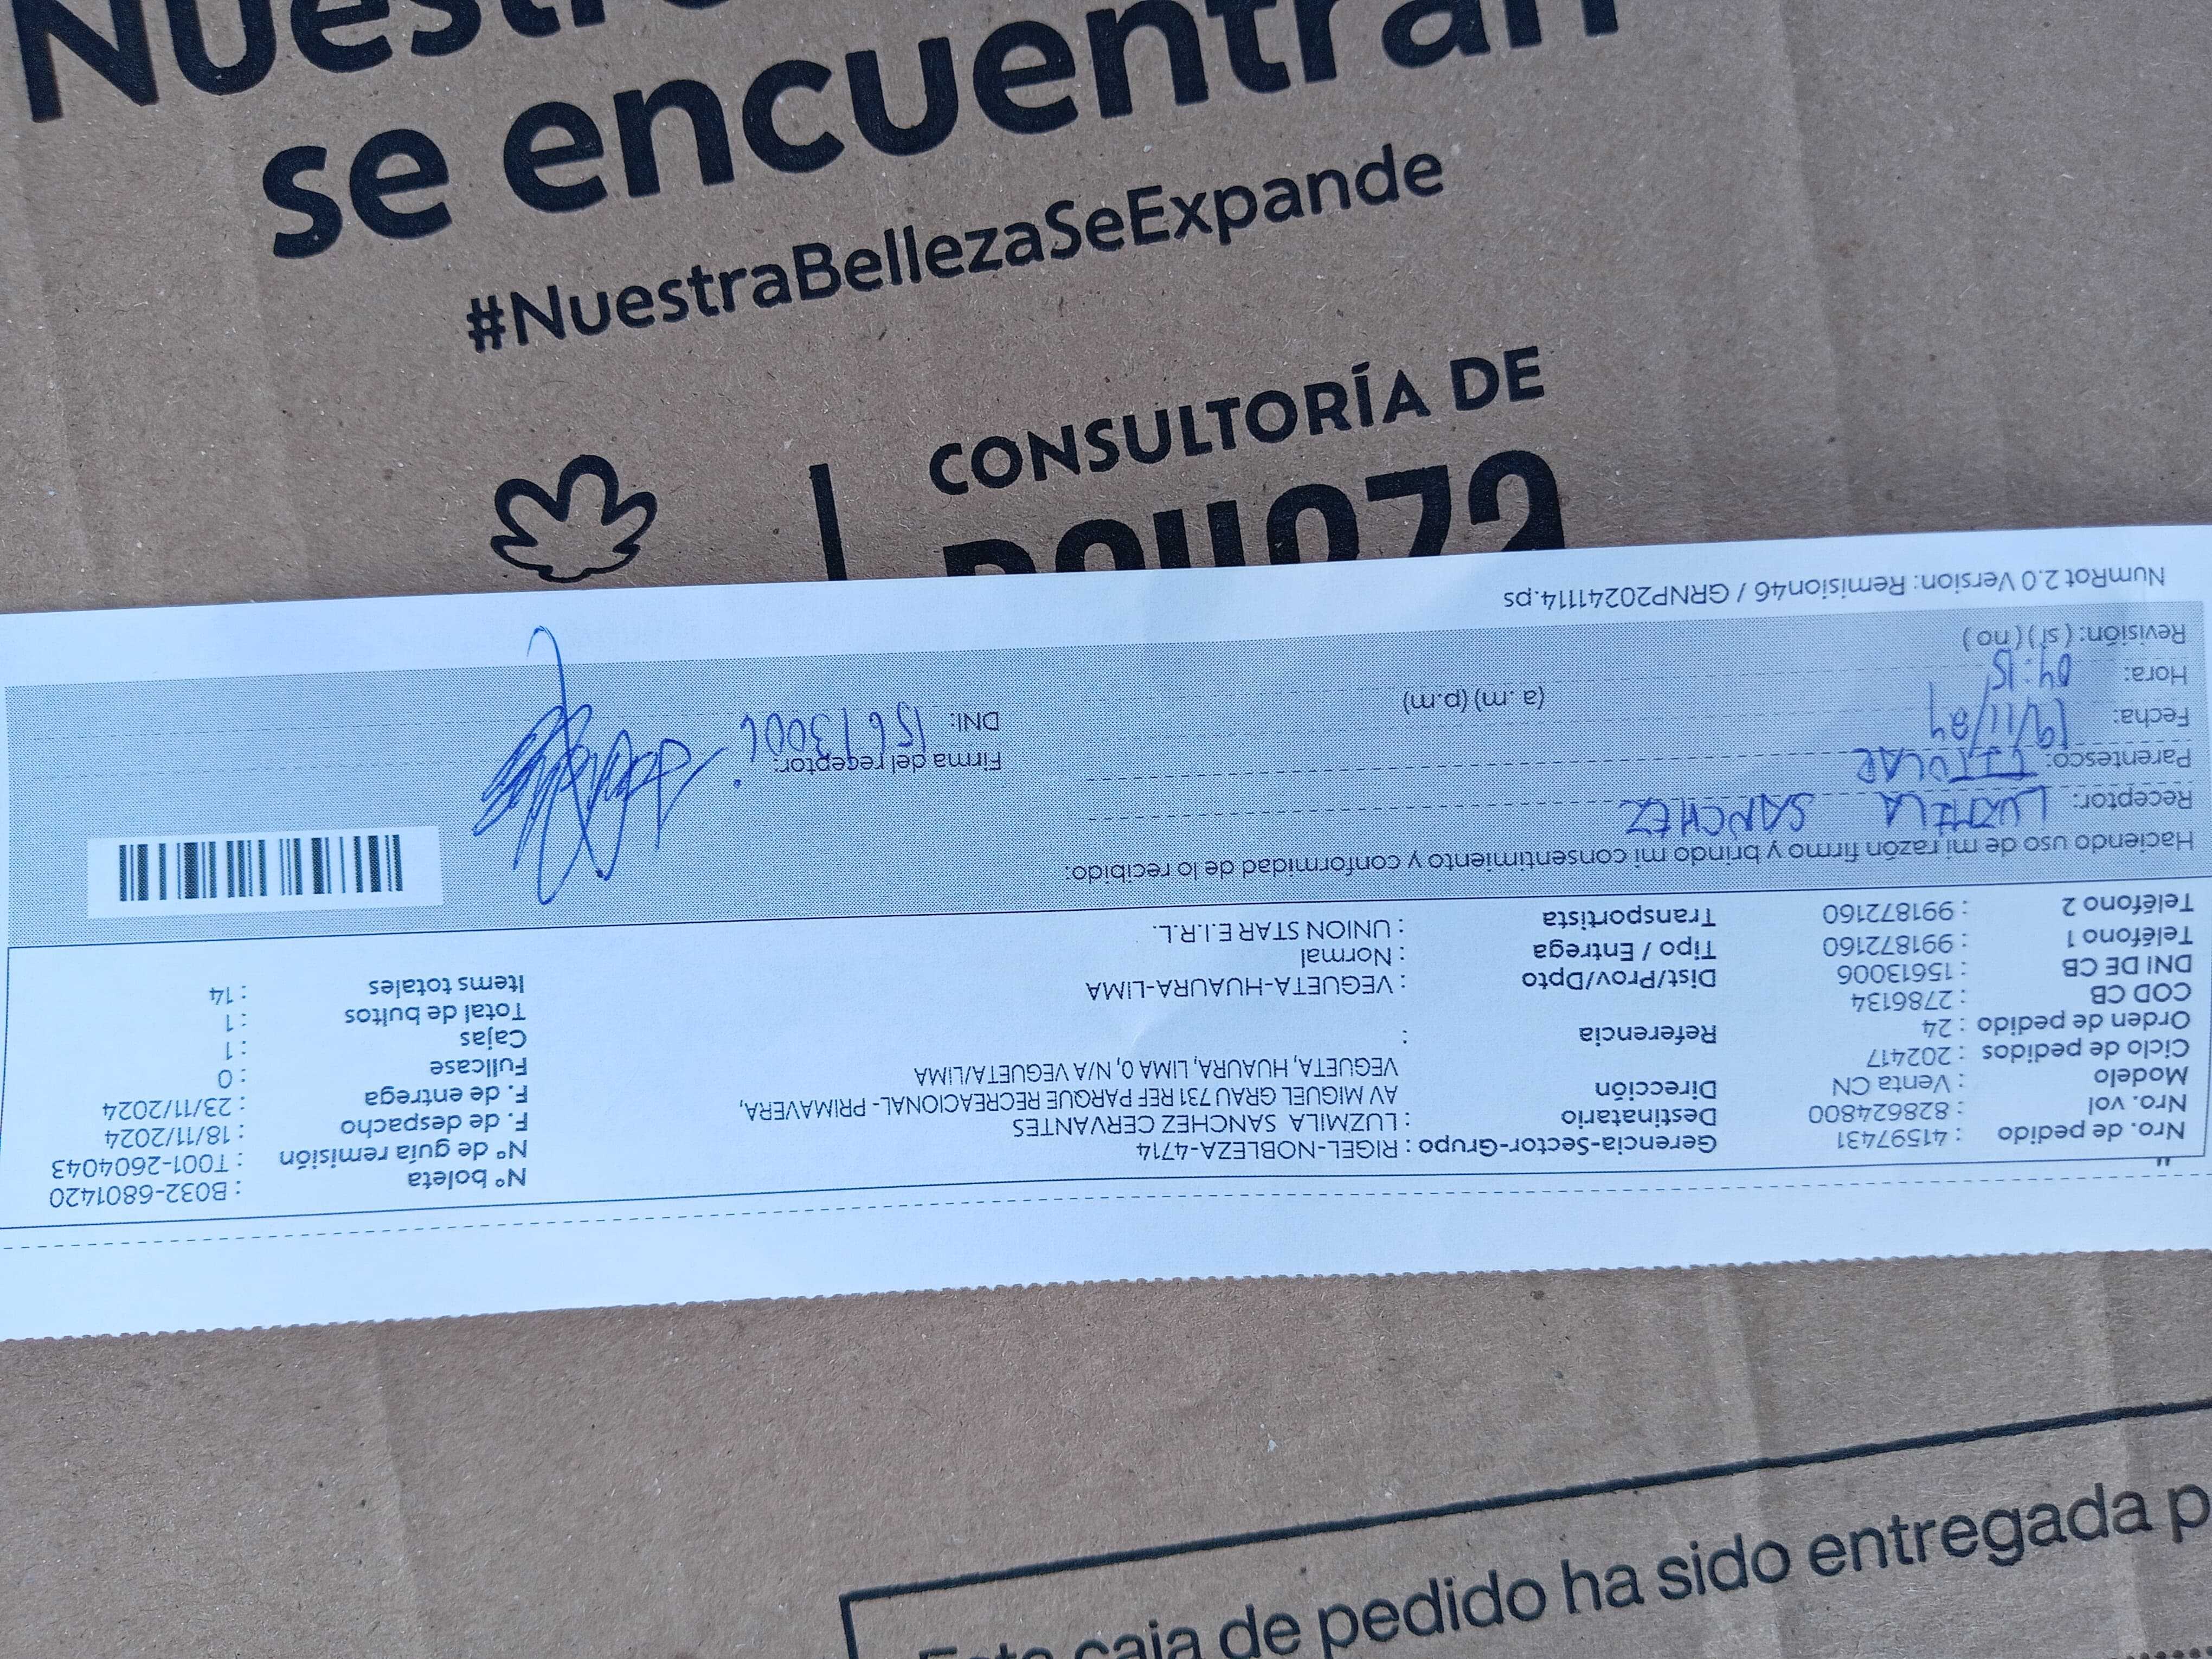 se encuentran
#NuestraBellezaSeExpande
CONSULTORÍA DE
Nro. de pedido : 41597431
Nro. vol : 828624800
Modelo : Venta CN
Ciclo de pedidos : 202417
Orden de pedido : 24
COD CB : 2786134
DNI DE CB : 15613006
Teléfono 1 : 991872160
Teléfono 2 : 991872160
Gerencia-Sector-Grupo : RIGEL-NOBLEZA-4714
Destinatario : LUZMILA SANCHEZ CERVANTES
Dirección AV MIGUEL GRAU 731 REF PARQUE RECREACIONAL- PRIMAVERA,
VEGUETA, HUAURA, LIMA 0, N/A VEGUETA/LIMA
Referencia :
Dist/Prov/Dpto : VEGUETA-HUAURA-LIMA
Tipo / Entrega : Normal
Transportista : UNION STAR E.I.R.L.
N° boleta : B032-6801420
N° de guía remisión : T001-2604043
F. de despacho : 18/11/2024
F. de entrega : 23/11/2024
Fullcase : 0
Cajas : 1
Total de bultos : 1
Items totales : 14
Haciendo uso de mi razón firmo y brindo mi consentimiento y conformidad de lo recibido:
Receptor: LUZMILA SANCHEZ
Parentesco: TITULAR
Fecha: 19/11/24
Hora: 04:15 (a.m) (p.m)
Revisión: (sí) (no)
Firma del receptor:
DNI: 15613006
NumRot 2.0 Version: Remision46 / GRNP202411114.ps
caja de pedido ha sido entregada p